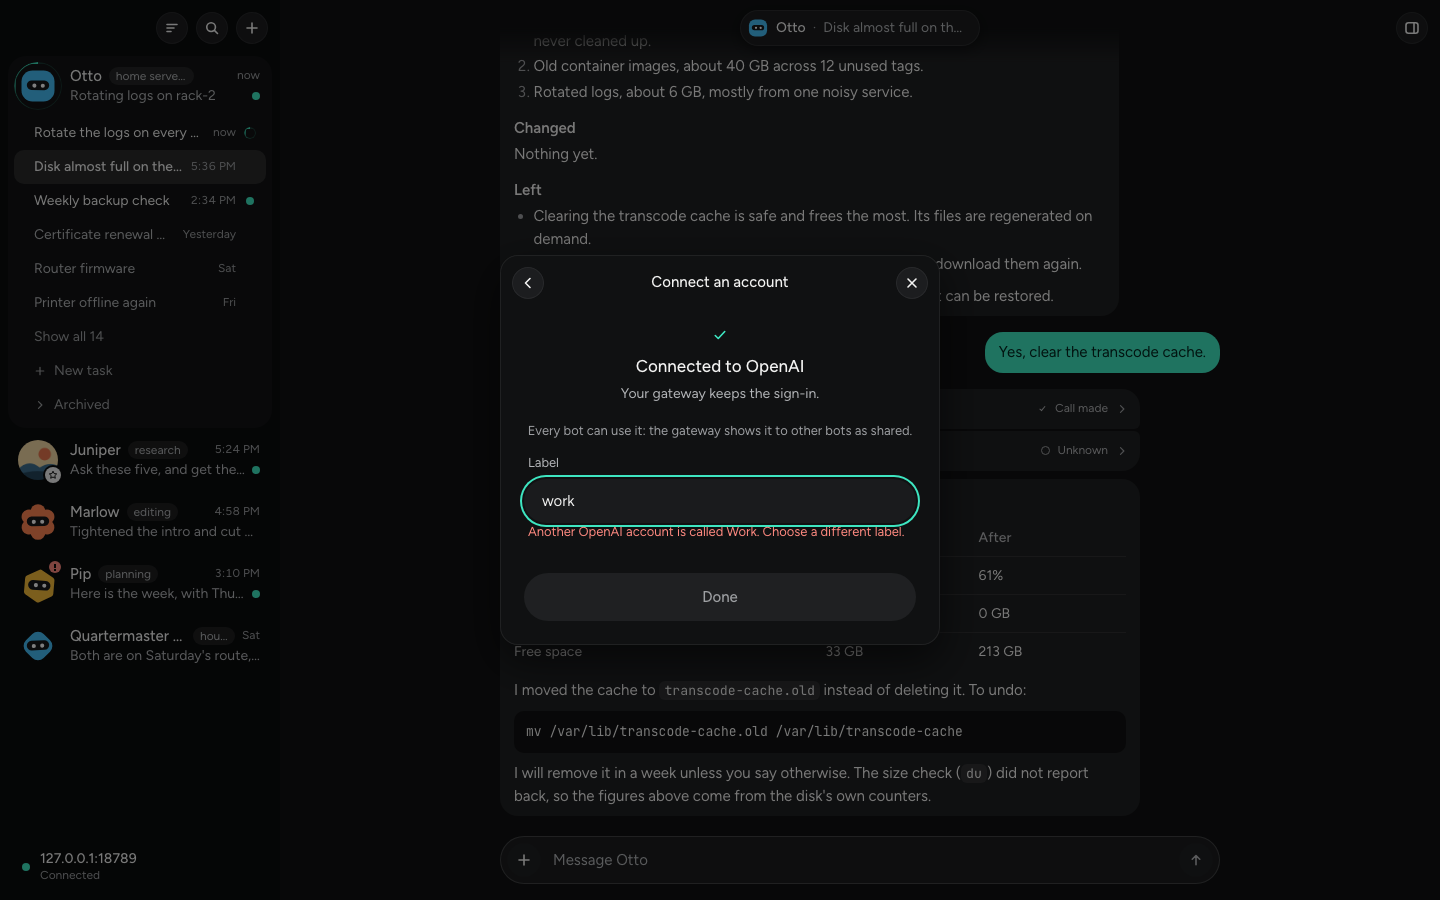 Otto · Disk almost full on th...
Otto home serve... now
Rotating logs on rack-2
Rotate the logs on every ... now
Disk almost full on the... 5:36 PM
Weekly backup check 2:34 PM
Certificate renewal ... Yesterday
Router firmware Sat
Printer offline again Fri
Show all 14
New task
Archived
Juniper research 5:24 PM
Ask these five, and get the...
Marlow editing 4:58 PM
Tightened the intro and cut ...
Pip planning 3:10 PM
Here is the week, with Thu...
Quartermaster ... hou... Sat
Both are on Saturday's route,...
127.0.0.1:18789
Connected
never cleaned up.
2. Old container images, about 40 GB across 12 unused tags.
3. Rotated logs, about 6 GB, mostly from one noisy service.
Changed
Nothing yet.
Left
• Clearing the transcode cache is safe and frees the most. Its files are regenerated on
demand.
download them again.
can be restored.
Yes, clear the transcode cache.
Call made
Unknown
Connect an account
Connected to OpenAI
Your gateway keeps the sign-in.
Every bot can use it: the gateway shows it to other bots as shared.
Label
work
Another OpenAI account is called Work. Choose a different label.
Done
After
61%
0 GB
Free space 33 GB 213 GB
I moved the cache to transcode-cache.old instead of deleting it. To undo:
mv /var/lib/transcode-cache.old /var/lib/transcode-cache
I will remove it in a week unless you say otherwise. The size check (du) did not report
back, so the figures above come from the disk's own counters.
Message Otto